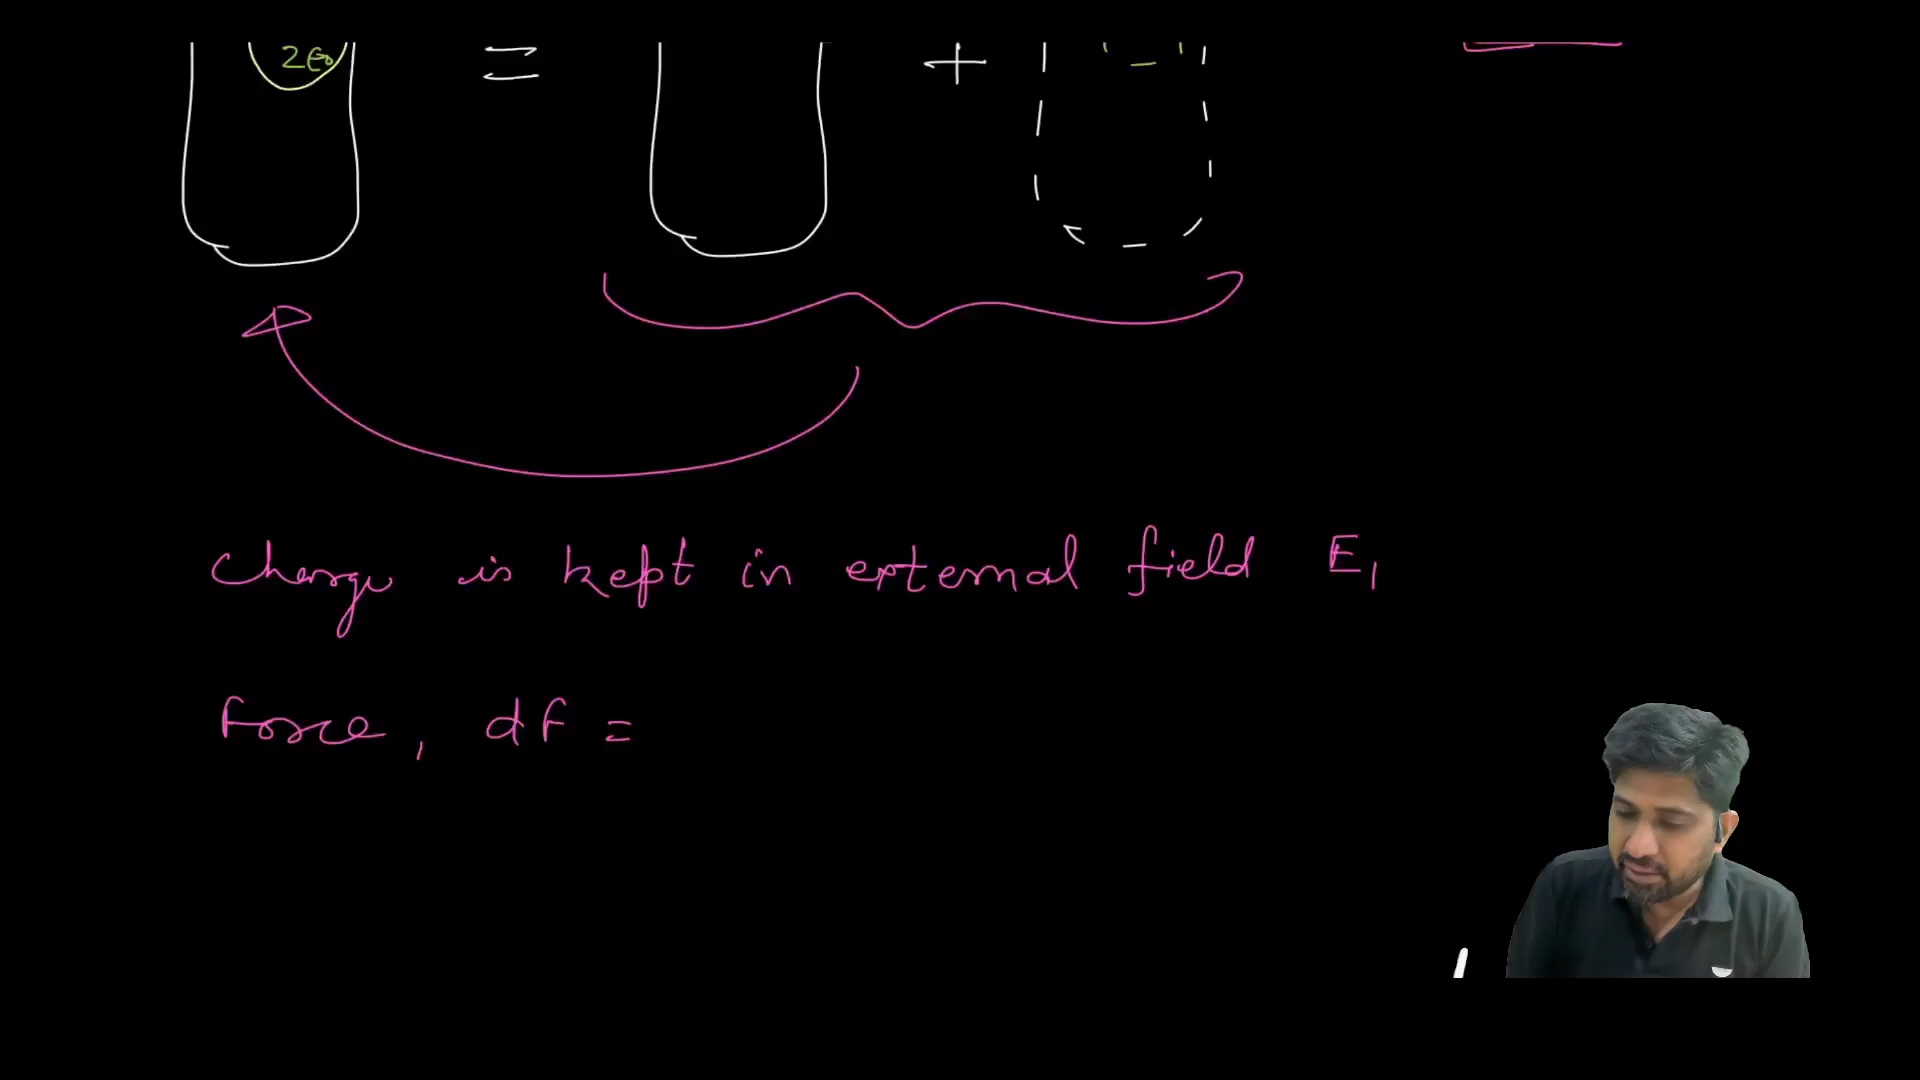 2ϵ₀ = +
Charge is kept in external field E₁
Force, dF =